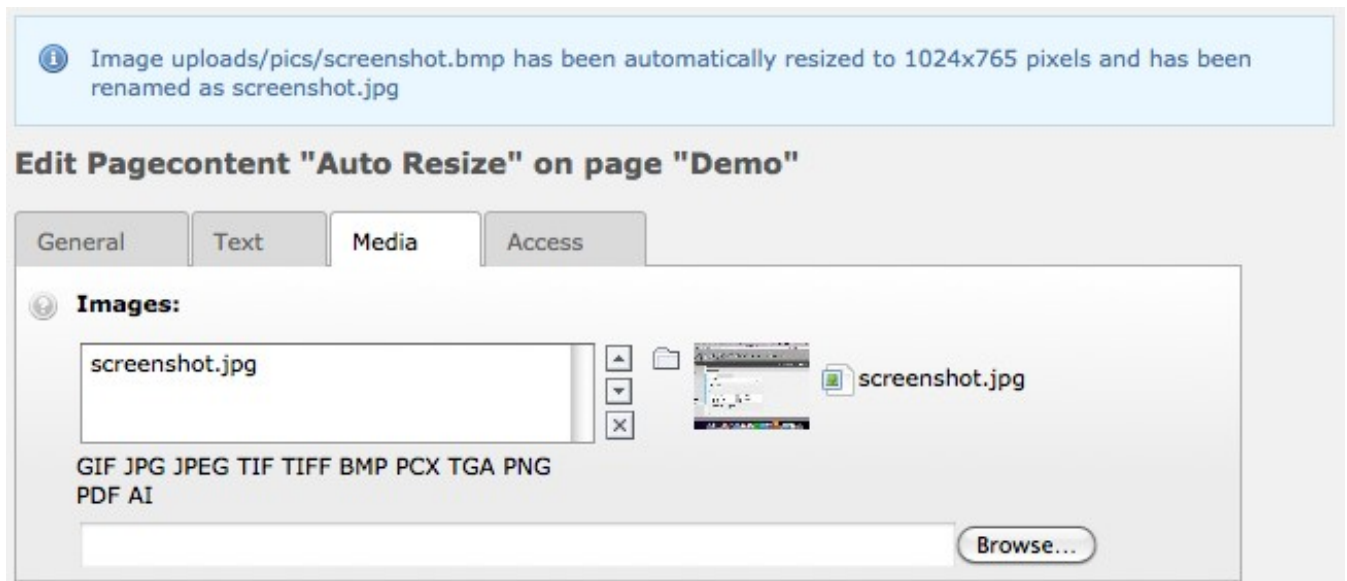 Image uploads/pics/screenshot.bmp has been automatically resized to 1024x765 pixels and has been
renamed as screenshot.jpg
Edit Pagecontent "Auto Resize" on page "Demo"
General Text Media Access
Images:
screenshot.jpg
screenshot.jpg
GIF JPG JPEG TIF TIFF BMP PCX TGA PNG
PDF AI
Browse...